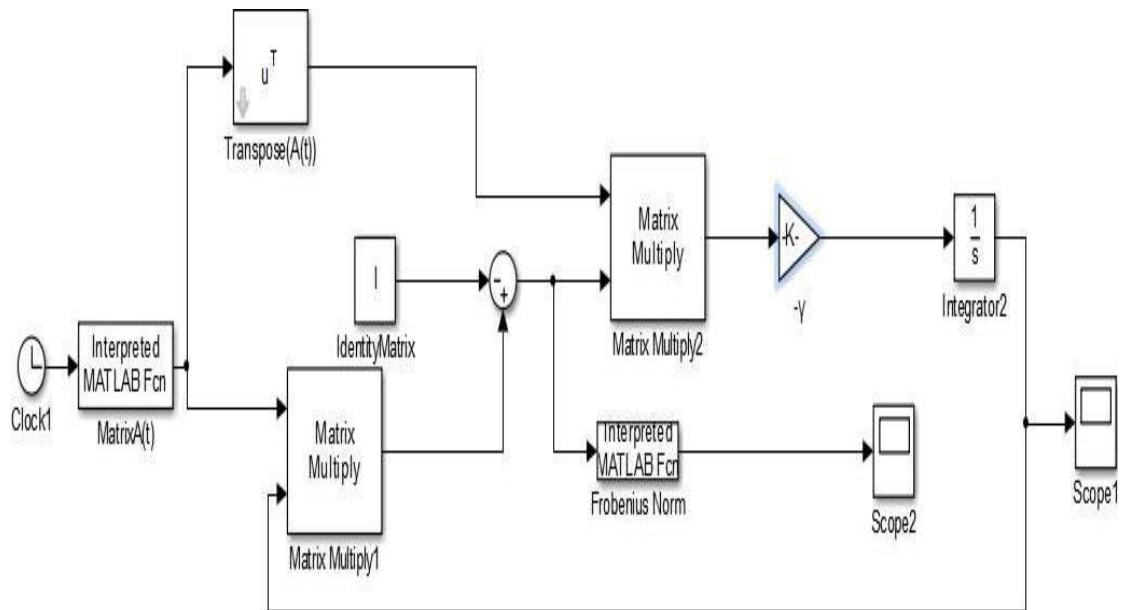 u T
Transpose(A(t))
Matrix
Multiply
Matrix Multiply2
-K-
-γ
1
s
Integrator2
I
IdentityMatrix
-
+
Clock1
Interpreted
MATLAB Fcn
MatrixA(t)
Matrix
Multiply
Matrix Multiply1
Interpreted
MATLAB Fcn
Frobenius Norm
Scope2
Scope1